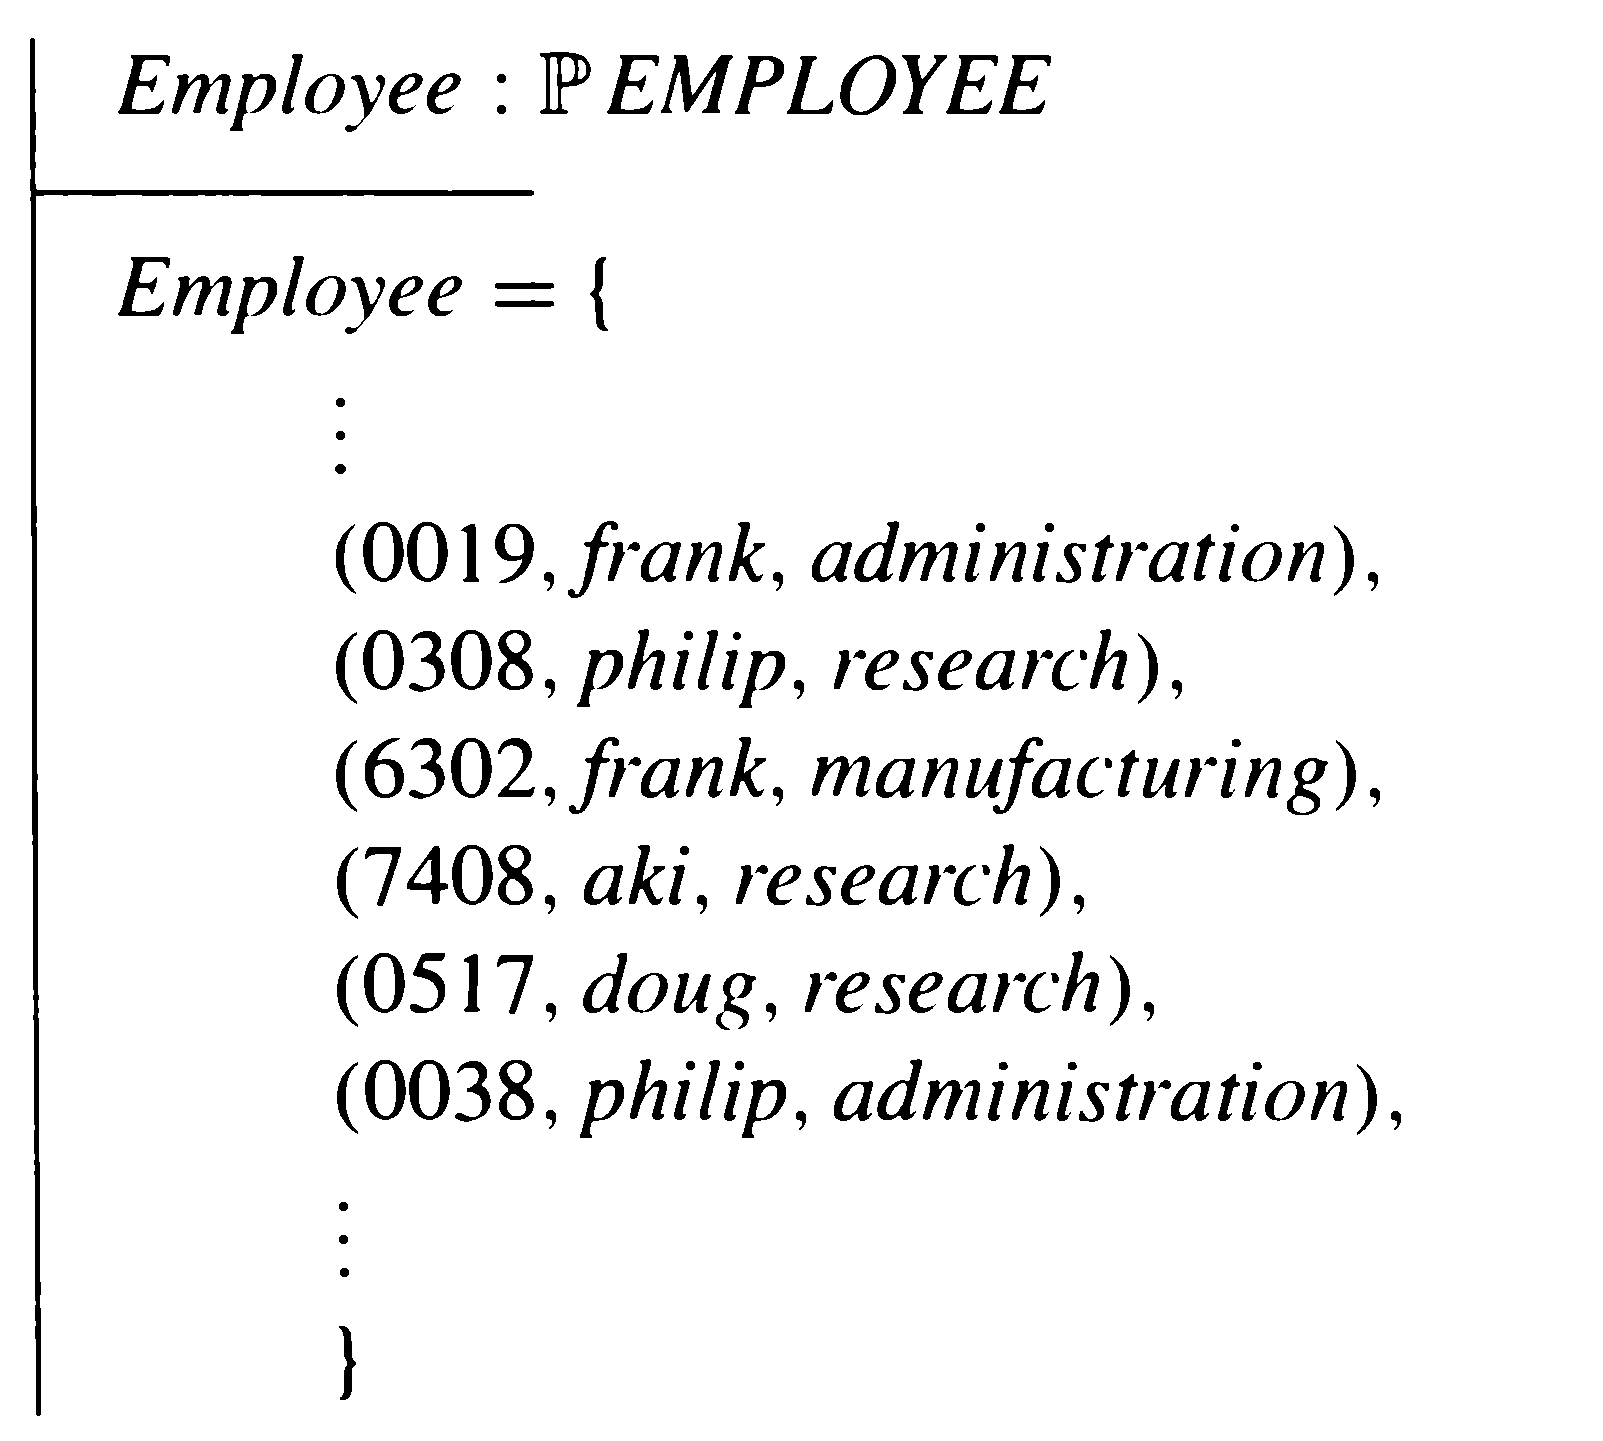 Employee : ℙ EMPLOYEE
Employee = {
⋮
(0019, frank, administration),
(0308, philip, research),
(6302, frank, manufacturing),
(7408, aki, research),
(0517, doug, research),
(0038, philip, administration),
⋮
}